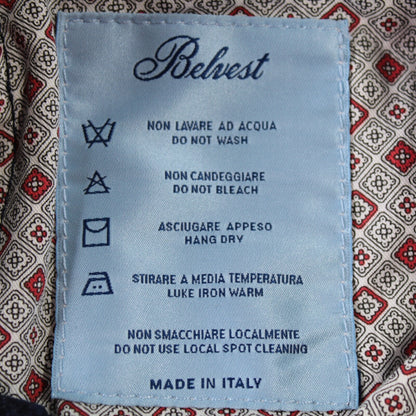 Belvest
NON LAVARE AD ACQUA
DO NOT WASH
NON CANDEGGIARE
DO NOT BLEACH
ASCIUGARE APPESO
HANG DRY
STIRARE A MEDIA TEMPERATURA
LUKE IRON WARM
NON SMACCHIARE LOCALMENTE
DO NOT USE LOCAL SPOT CLEANING
MADE IN ITALY